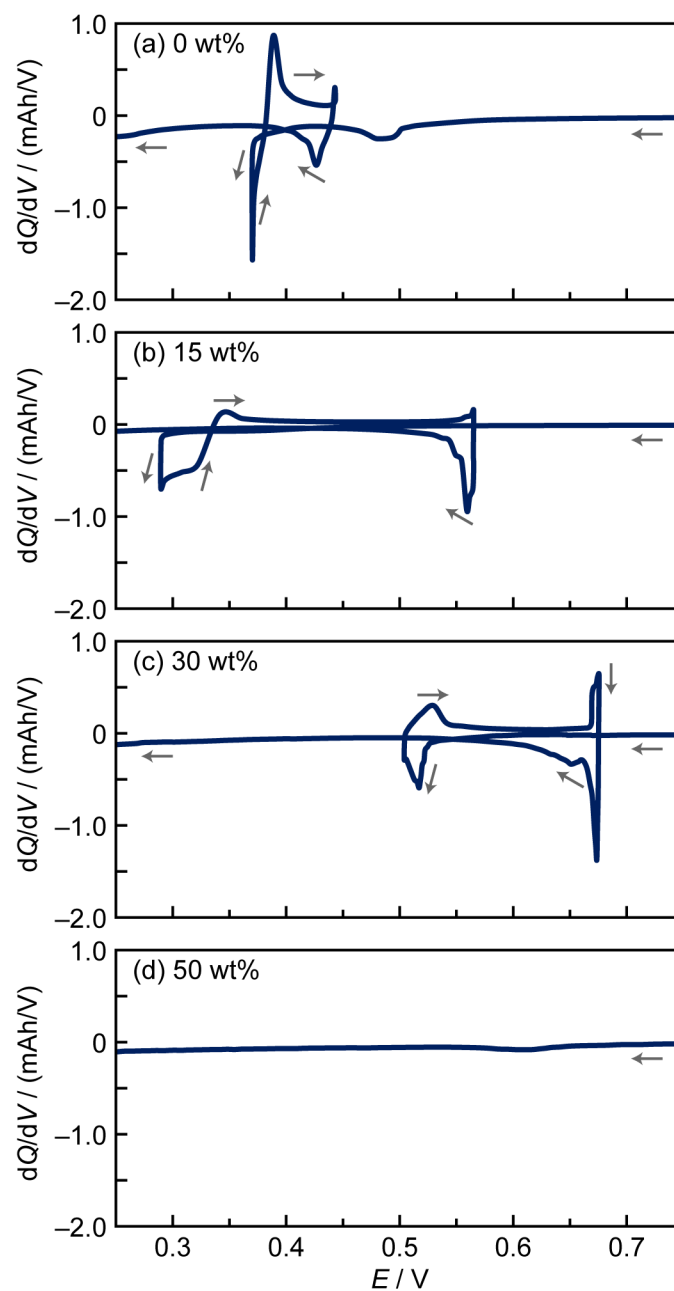 (a) 0 wt%
1.0
0
–1.0
–2.0
dQ/dV / (mAh/V)
(b) 15 wt%
1.0
0
–1.0
–2.0
dQ/dV / (mAh/V)
(c) 30 wt%
1.0
0
–1.0
–2.0
dQ/dV / (mAh/V)
(d) 50 wt%
1.0
0
–1.0
–2.0
dQ/dV / (mAh/V)
0.3 0.4 0.5 0.6 0.7
E / V